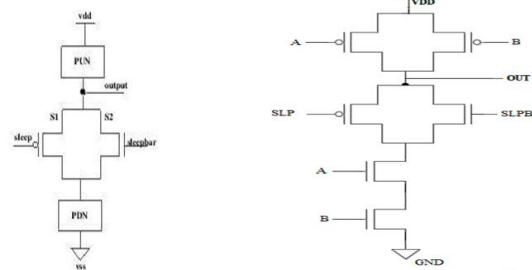 vdd
PUN
output
S1 S2
sleep
sleepbar
PDN
vss
VDD
A B
OUT
SLP SLPB
A
B
GND